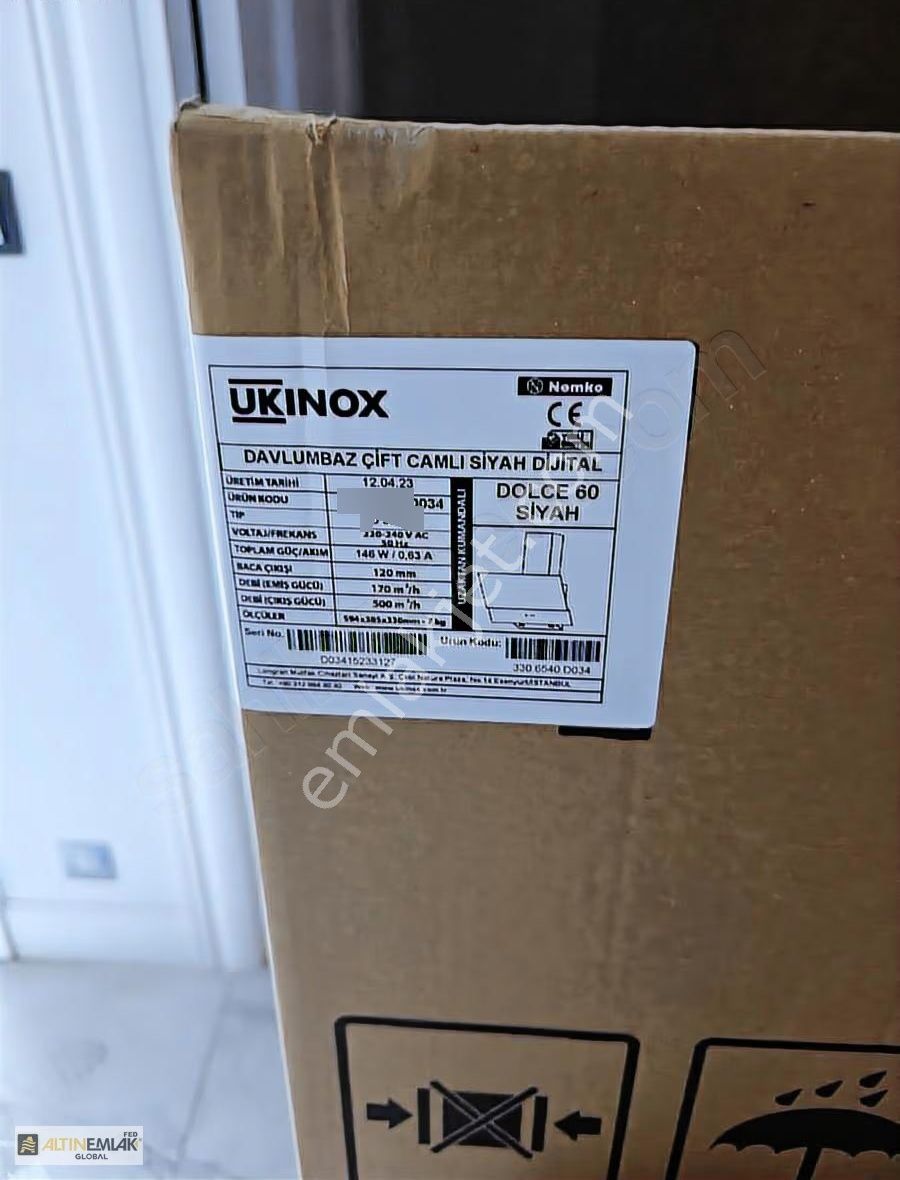 UKINOX
Nemko
CE
DAVLUMBAZ ÇİFT CAMLI SİYAH DİJİTAL
ÜRETİM TARİHİ 12.04.23
ÜRÜN KODU 0034
TİP
VOLTAJ/FREKANS 220-240 V AC 50 Hz
TOPLAM GÜÇ/AKIM 146 W / 0,63 A
BACA ÇIKIŞI 120 mm
DEBİ (EMİŞ GÜCÜ) 170 m³/h
DEBİ (ÇIKIŞ GÜCÜ) 500 m³/h
ÖLÇÜLER
UZAKTAN KUMANDALI
DOLCE 60
SİYAH
Seri No:
D03415233127
Ürün Kodu:
330.6540.D034
emlakjet.com
ALTINEMLAK
FED
GLOBAL